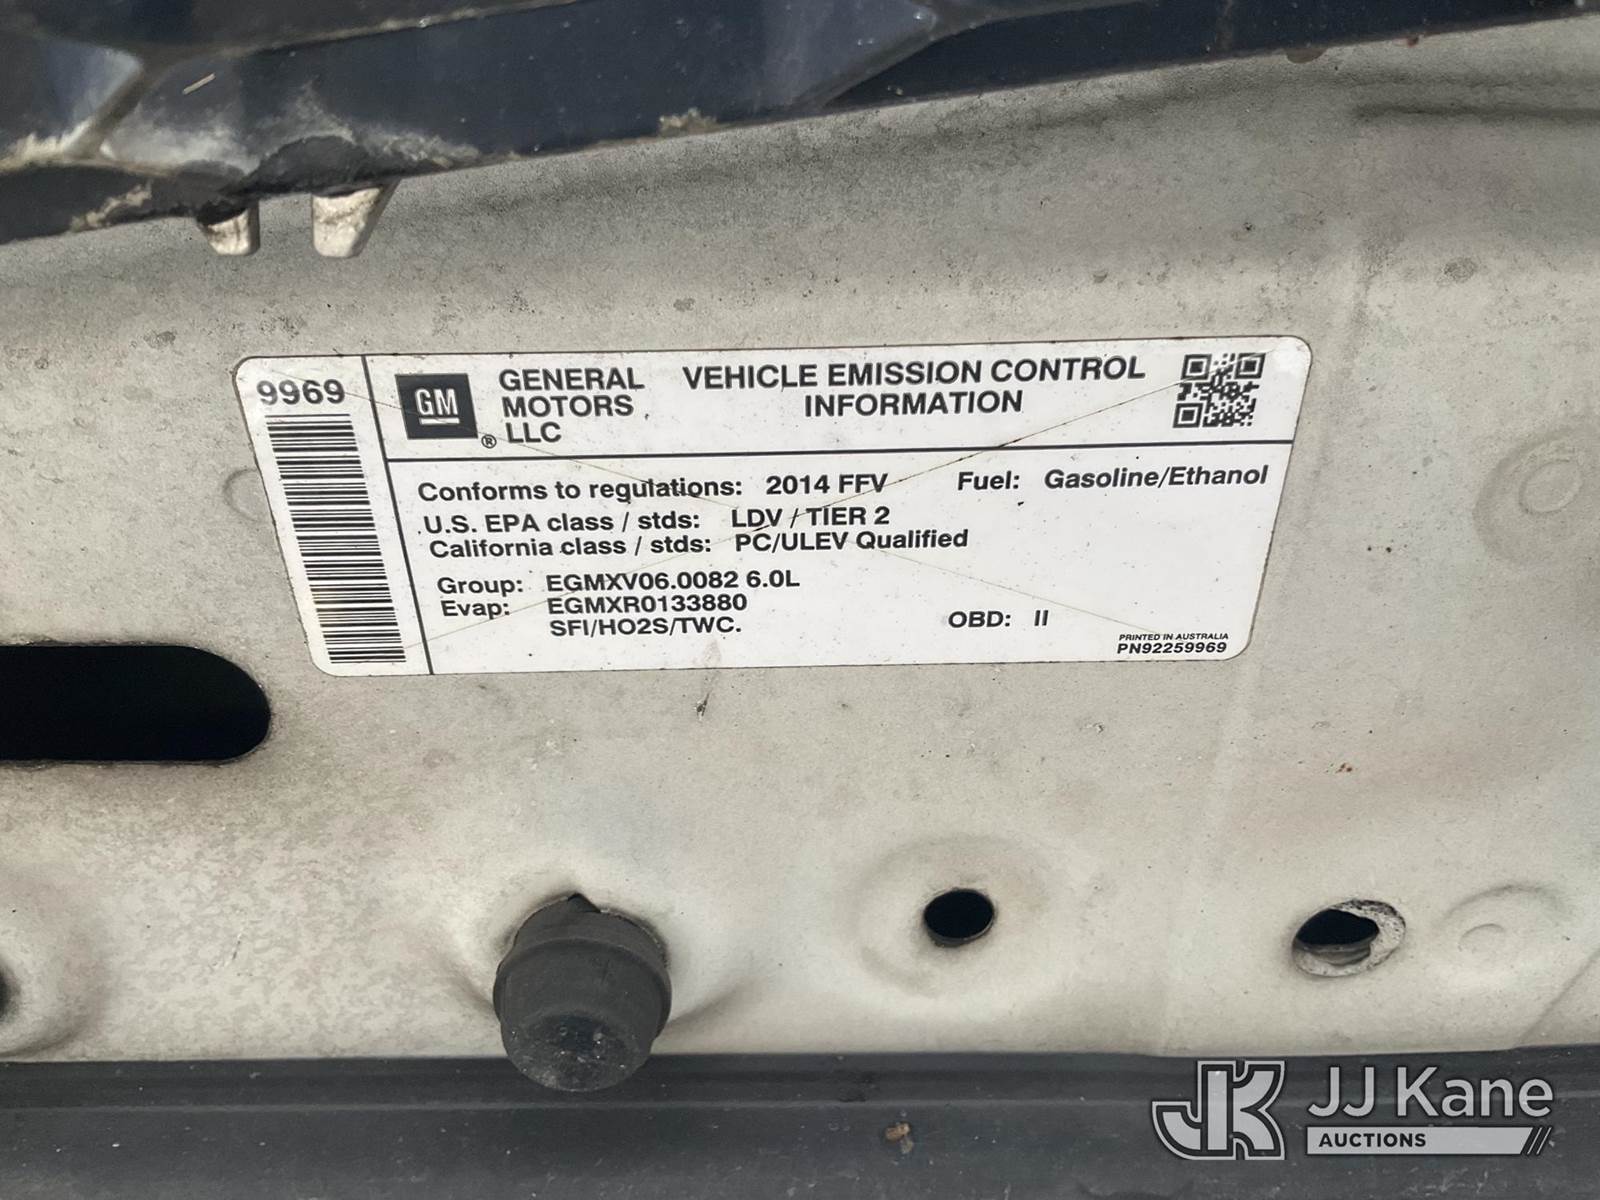 9969
GM
®
GENERAL
MOTORS
LLC
VEHICLE EMISSION CONTROL
INFORMATION
Conforms to regulations: 2014 FFV Fuel: Gasoline/Ethanol
U.S. EPA class / stds: LDV / TIER 2
California class / stds: PC/ULEV Qualified
Group: EGMXV06.0082 6.0L
Evap: EGMXR0133880
SFI/HO2S/TWC.
OBD: II
PRINTED IN AUSTRALIA
PN92259969
JK JJ Kane
AUCTIONS